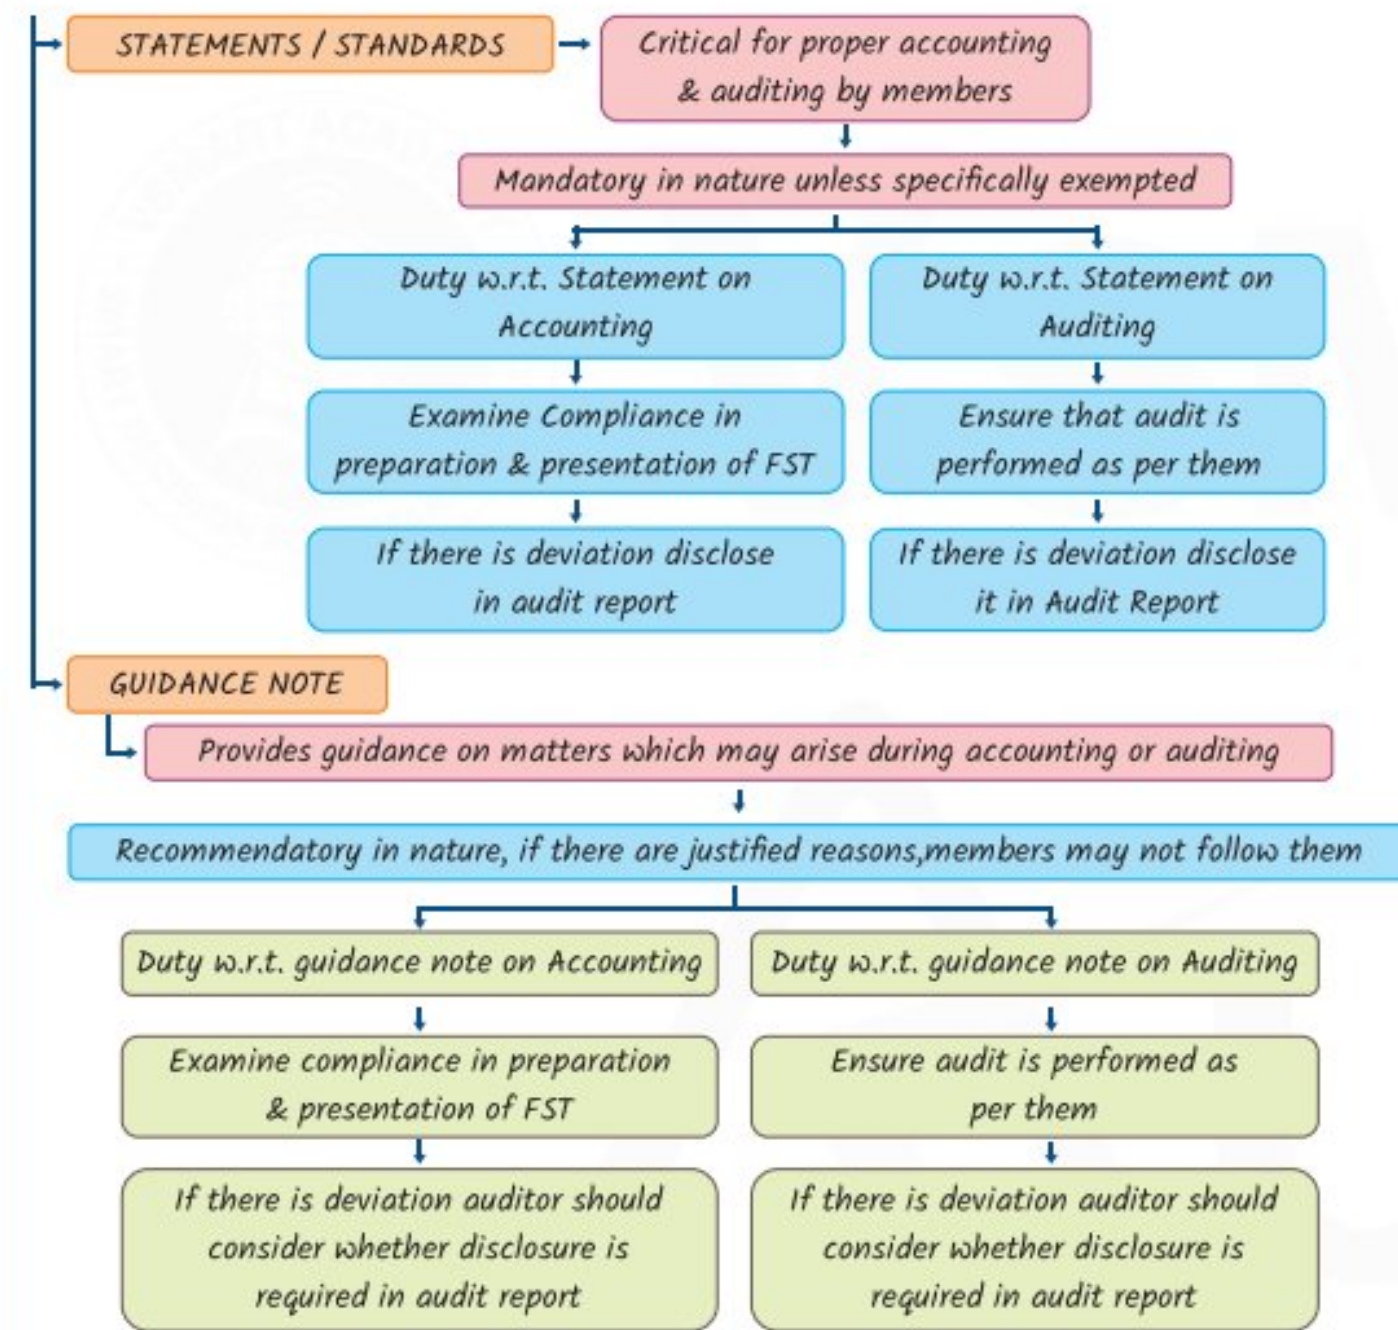 STATEMENTS / STANDARDS
Critical for proper accounting
& auditing by members
Mandatory in nature unless specifically exempted
Duty w.r.t. Statement on
Accounting
Examine Compliance in
preparation & presentation of FST
If there is deviation disclose
in audit report
Duty w.r.t. Statement on
Auditing
Ensure that audit is
performed as per them
If there is deviation disclose
it in Audit Report
GUIDANCE NOTE
Provides guidance on matters which may arise during accounting or auditing
Recommendatory in nature, if there are justified reasons,members may not follow them
Duty w.r.t. guidance note on Accounting
Examine compliance in preparation
& presentation of FST
If there is deviation auditor should
consider whether disclosure is
required in audit report
Duty w.r.t. guidance note on Auditing
Ensure audit is performed as
per them
If there is deviation auditor should
consider whether disclosure is
required in audit report